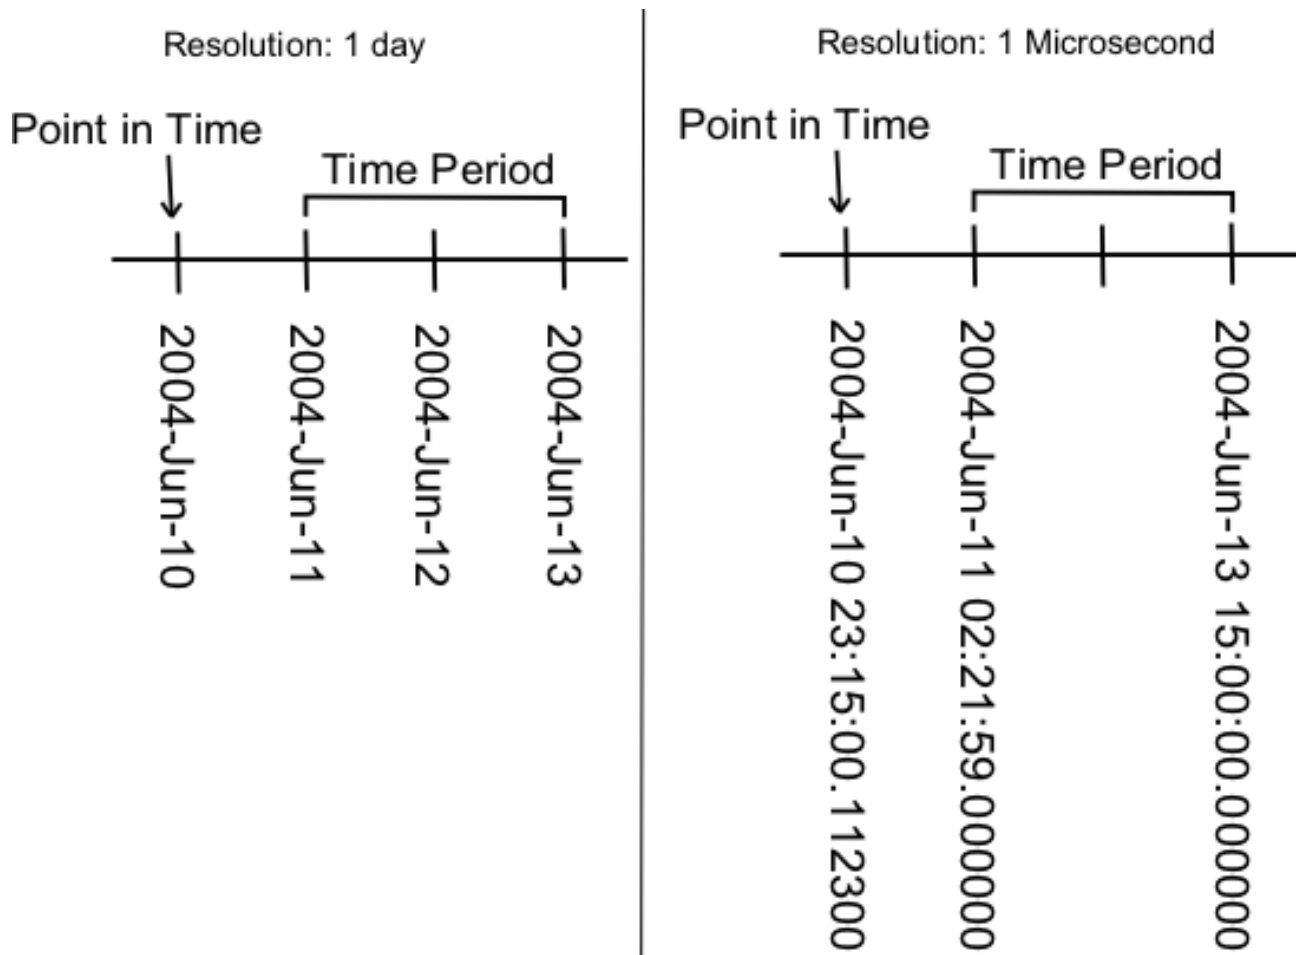 Resolution: 1 day
Point in Time
Time Period
2004-Jun-10
2004-Jun-11
2004-Jun-12
2004-Jun-13
Resolution: 1 Microsecond
Point in Time
Time Period
2004-Jun-10 23:15:00.112300
2004-Jun-11 02:21:59.000000
2004-Jun-13 15:00:00.000000